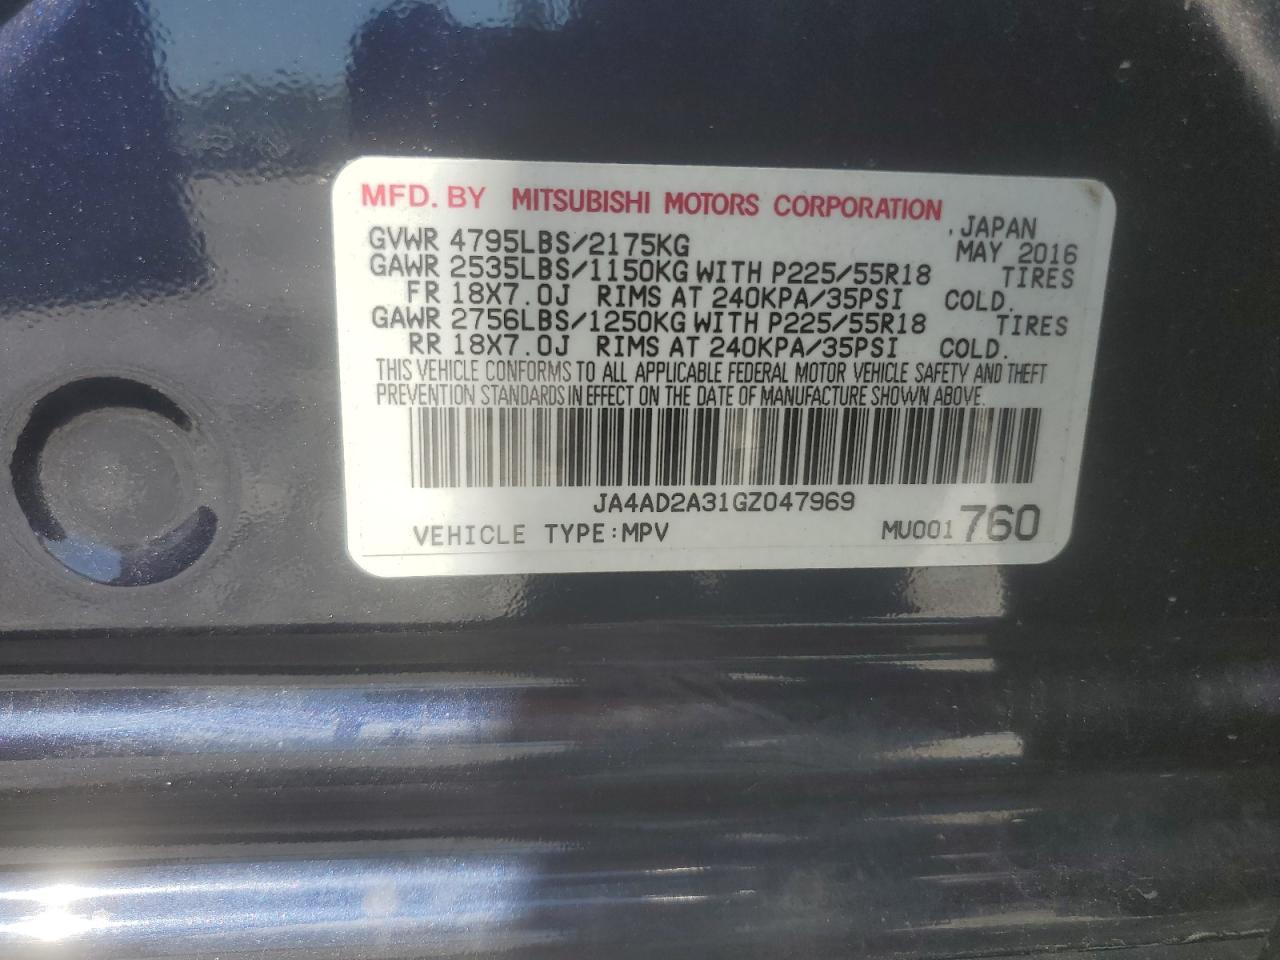 MFD. BY MITSUBISHI MOTORS CORPORATION
.JAPAN
GVWR 4795LBS/2175KG MAY 2016
GAWR 2535LBS/1150KG WITH P225/55R18 TIRES
FR 18X7.0J RIMS AT 240KPA/35PSI COLD.
GAWR 2756LBS/1250KG WITH P225/55R18 TIRES
RR 18X7.0J RIMS AT 240KPA/35PSI COLD.
THIS VEHICLE CONFORMS TO ALL APPLICABLE FEDERAL MOTOR VEHICLE SAFETY AND THEFT
PREVENTION STANDARDS IN EFFECT ON THE DATE OF MANUFACTURE SHOWN ABOVE.
JA4AD2A31GZ047969
VEHICLE TYPE:MPV MU001760